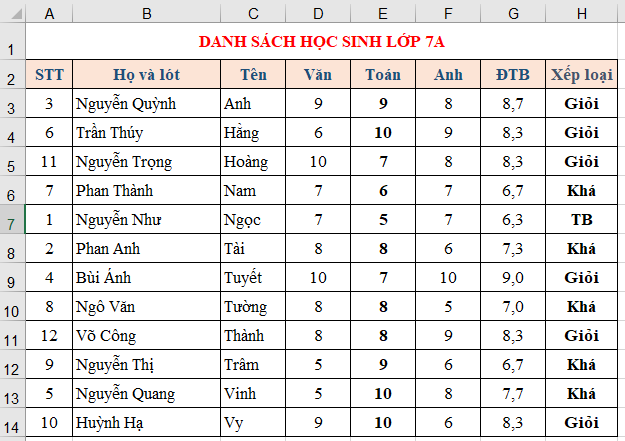 A B C D E F G H
1 DANH SÁCH HỌC SINH LỚP 7A
2 STT Họ và lót Tên Văn Toán Anh ĐTB Xếp loại
3 3 Nguyễn Quỳnh Anh 9 9 8 8,7 Giỏi
4 6 Trần Thúy Hằng 6 10 9 8,3 Giỏi
5 11 Nguyễn Trọng Hoàng 10 7 8 8,3 Giỏi
6 7 Phan Thành Nam 7 6 7 6,7 Khá
7 1 Nguyễn Như Ngọc 7 5 7 6,3 TB
8 2 Phan Anh Tài 8 8 6 7,3 Khá
9 4 Bùi Ánh Tuyết 10 7 10 9,0 Giỏi
10 8 Ngô Văn Tường 8 8 5 7,0 Khá
11 12 Võ Công Thành 8 8 9 8,3 Giỏi
12 9 Nguyễn Thị Trâm 5 9 6 6,7 Khá
13 5 Nguyễn Quang Vinh 5 10 8 7,7 Khá
14 10 Huỳnh Hạ Vy 9 10 6 8,3 Giỏi